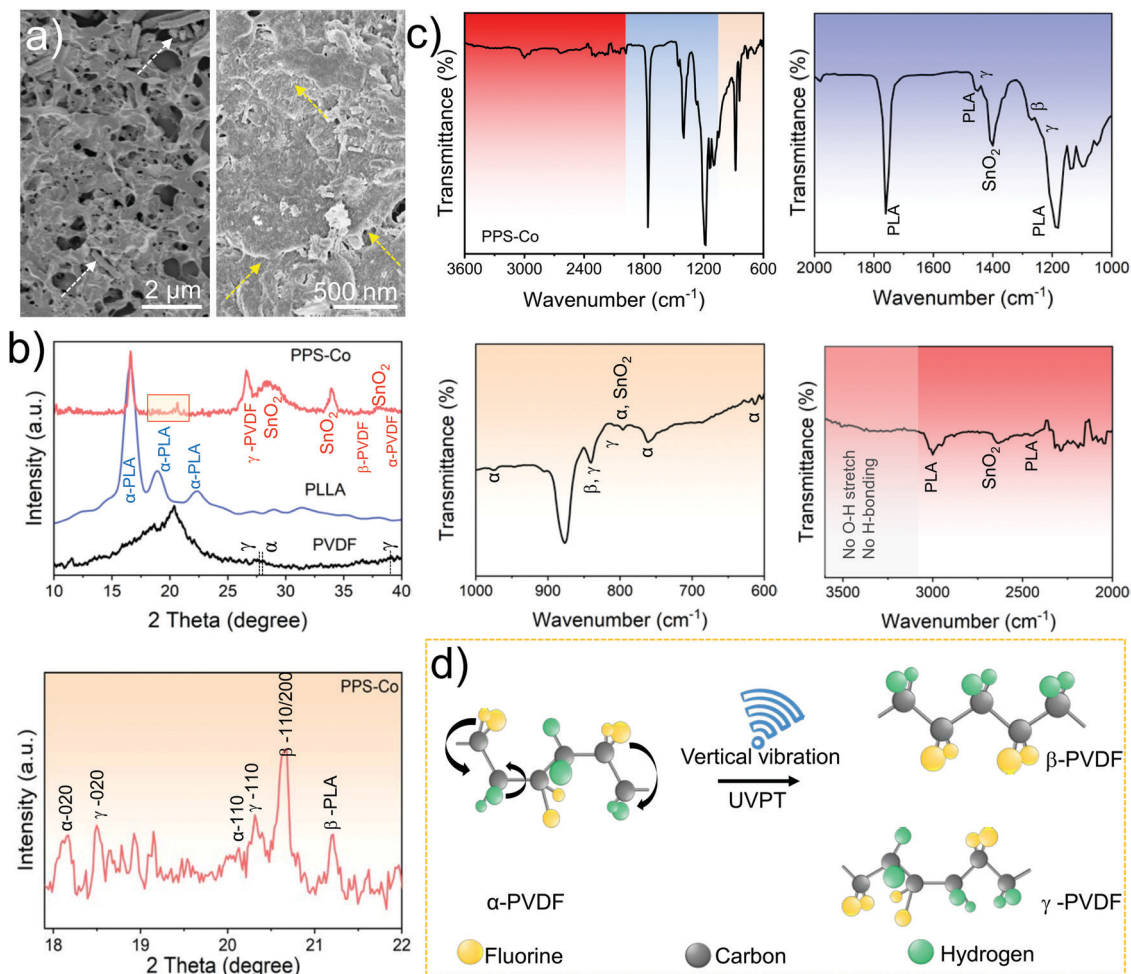 a)
2 µm
500 nm
b)
PPS-Co
γ -PVDF
SnO₂
SnO₂
β-PVDF
SnO₂
α-PVDF
α-PLA
α-PLA
α-PLA
PLLA
PVDF
γ
α
γ
Intensity (a.u.)
10 15 20 25 30 35 40
2 Theta (degree)
PPS-Co
α-020
γ -020
α-110
γ -110
β -110/200
β -PLA
Intensity (a.u.)
18 19 20 21 22
2 Theta (degree)
c)
Transmittance (%)
PPS-Co
3600 3000 2400 1800 1200 600
Wavenumber (cm⁻¹)
Transmittance (%)
PLA
PLA
γ
SnO₂
β
γ
PLA
2000 1800 1600 1400 1200 1000
Wavenumber (cm⁻¹)
Transmittance (%)
α
β, γ
γ
α, SnO₂
α
α
1000 900 800 700 600
Wavenumber (cm⁻¹)
Transmittance (%)
No O-H stretch
No H-bonding
PLA
SnO₂
PLA
3500 3000 2500 2000
Wavenumber (cm⁻¹)
d)
Vertical vibration
UVPT
α-PVDF
β-PVDF
γ -PVDF
Fluorine
Carbon
Hydrogen